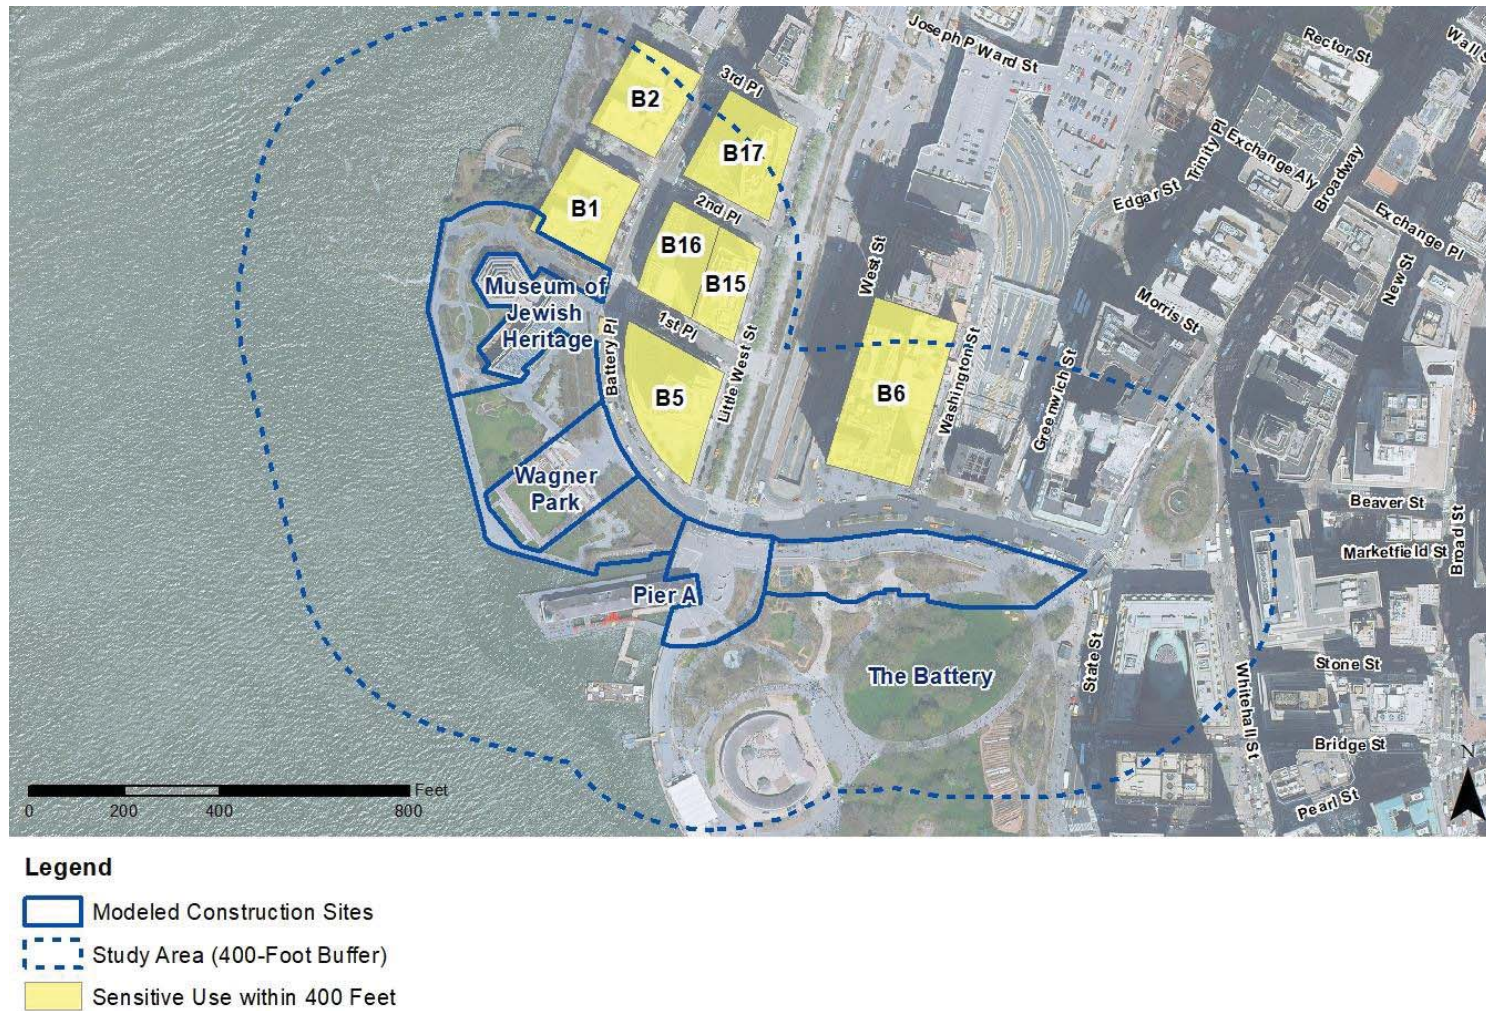 Joseph P Ward St
Rector St
Wall S
3rd Pl
B2
B17
Trinity Pl
Exchange Aly
Broadway
Edgar St
B1
2nd Pl
Exchange Pl
B16
B15
West St
New St
Museum of
Jewish
Heritage
Morris St
1st Pl
Battery Pl
Little West St
Washington St
Greenwich St
B5
B6
Wagner
Park
Beaver St
Broad St
Marketfield St
Pier A
The Battery
State St
Stone St
Whitehall St
Bridge St
N
Pearl St
Feet
0 200 400 800
Legend
Modeled Construction Sites
Study Area (400-Foot Buffer)
Sensitive Use within 400 Feet